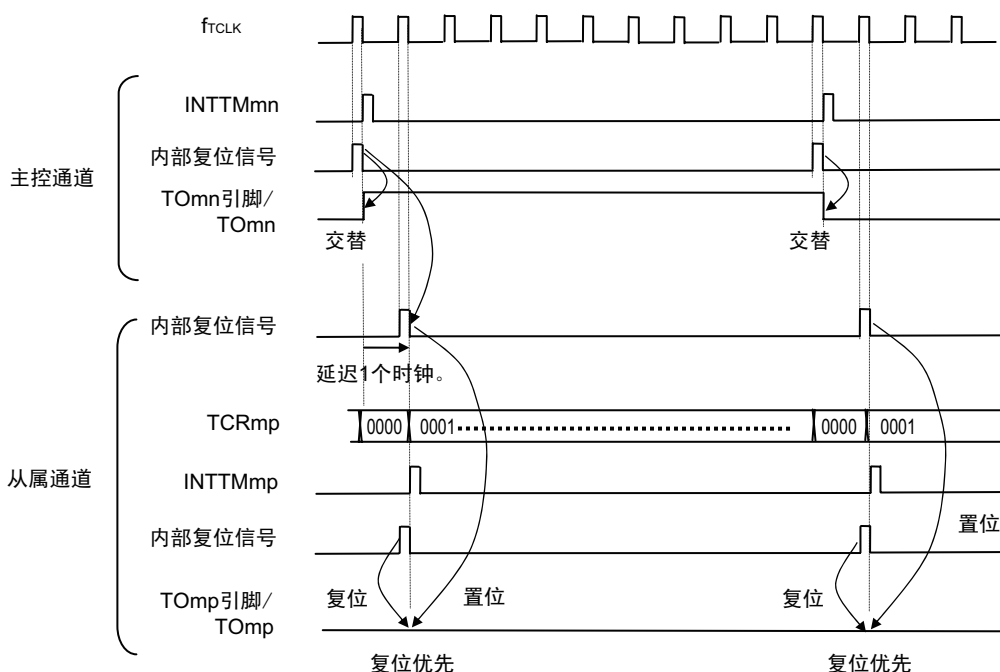 fTCLK
主控通道
INTTMmn
内部复位信号
TOmn引脚/
TOmn
交替
交替
从属通道
内部复位信号
延迟1个时钟。
TCRmp
0000
0001
0000
0001
INTTMmp
内部复位信号
置位
TOmp引脚/
TOmp
复位
置位
复位
复位优先
复位优先